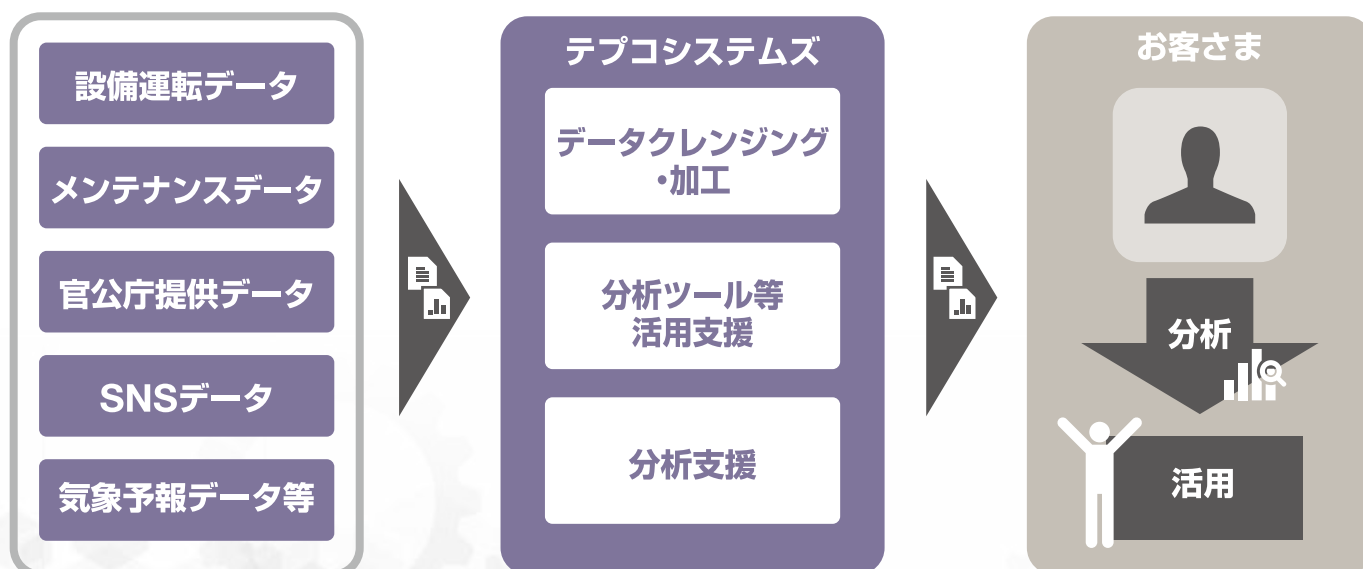 設備運転データ
メンテナンスデータ
官公庁提供データ
SNSデータ
気象予報データ等
テプコシステムズ
データクレンジング
・加工
分析ツール等
活用支援
分析支援
お客さま
分析
活用